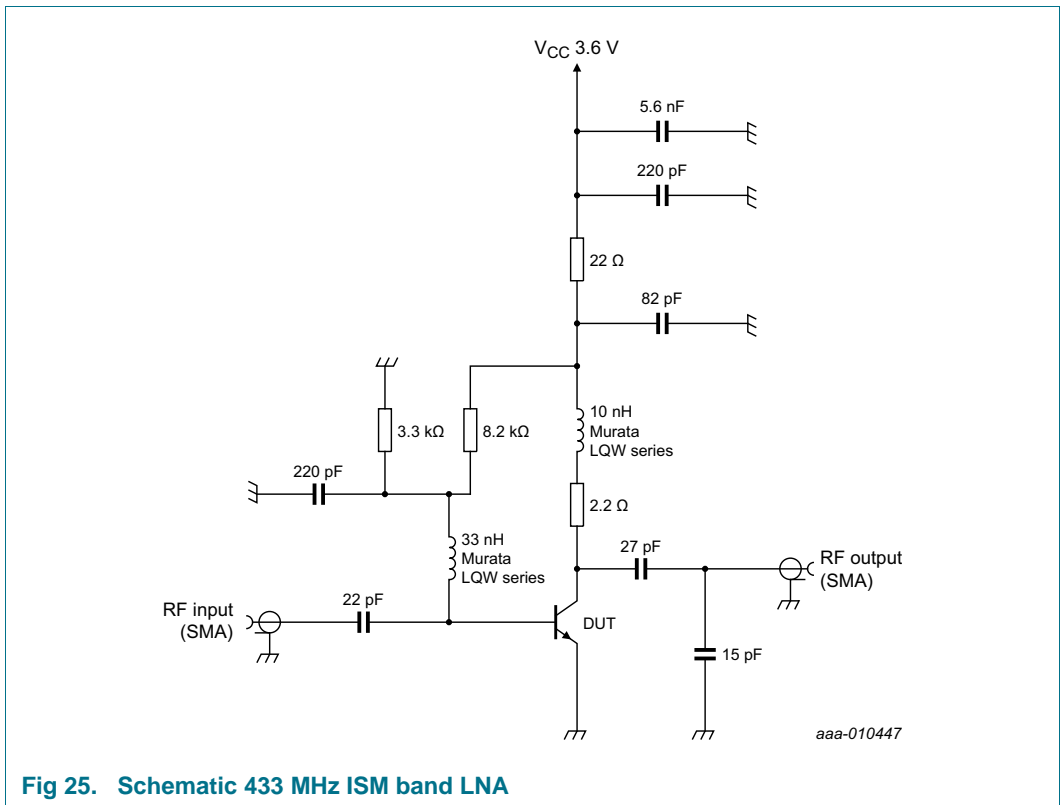 VCC 3.6 V
5.6 nF
220 pF
22 Ω
82 pF
3.3 kΩ
8.2 kΩ
10 nH
Murata
LQW series
220 pF
2.2 Ω
33 nH
Murata
LQW series
27 pF
RF output
(SMA)
RF input
(SMA)
22 pF
DUT
15 pF
aaa-010447
Fig 25. Schematic 433 MHz ISM band LNA